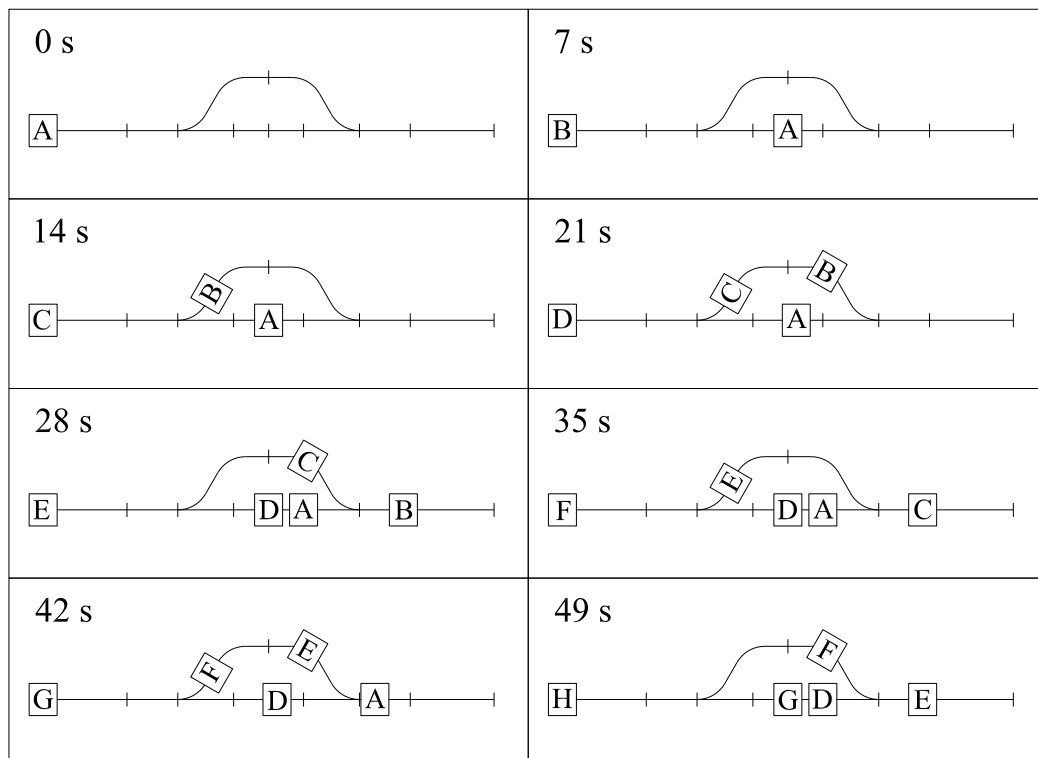 0 s
A
7 s
B A
14 s
B
C A
21 s
C B
D A
28 s
C
E D A B
35 s
E
F D A C
42 s
F E
G D A
49 s
F
H G D E